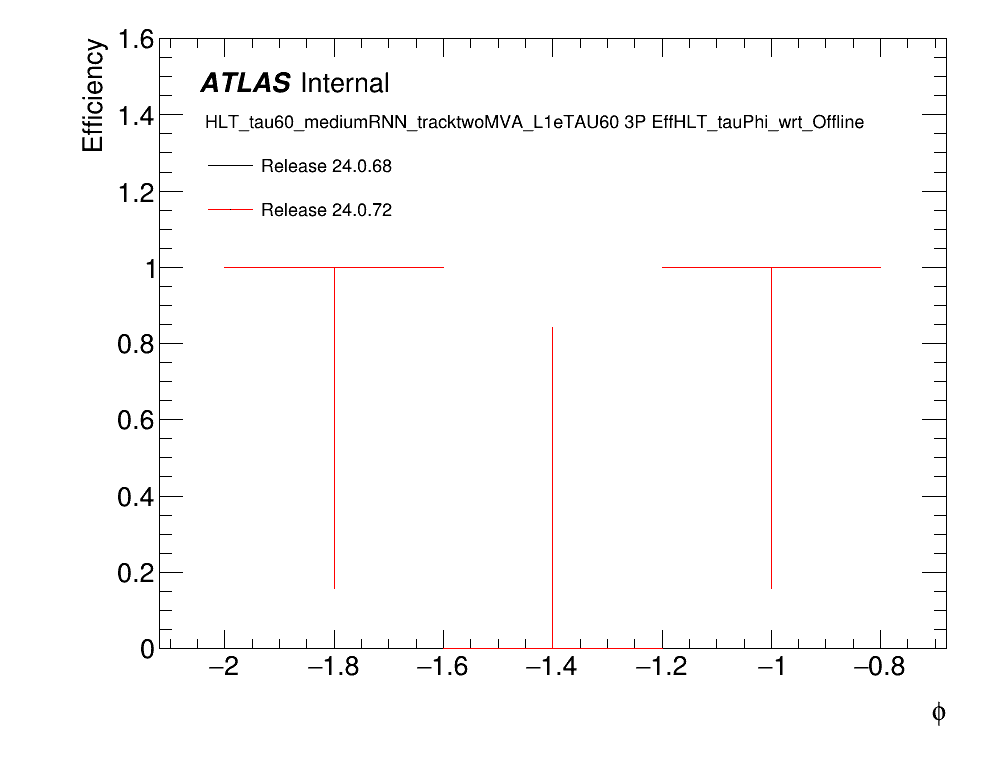 Efficiency
1.6
1.4
1.2
1
0.8
0.6
0.4
0.2
0
ATLAS Internal
HLT_tau60_mediumRNN_tracktwoMVA_L1eTAU60 3P EffHLT_tauPhi_wrt_Offline
Release 24.0.68
Release 24.0.72
−2 −1.8 −1.6 −1.4 −1.2 −1 −0.8
ϕ